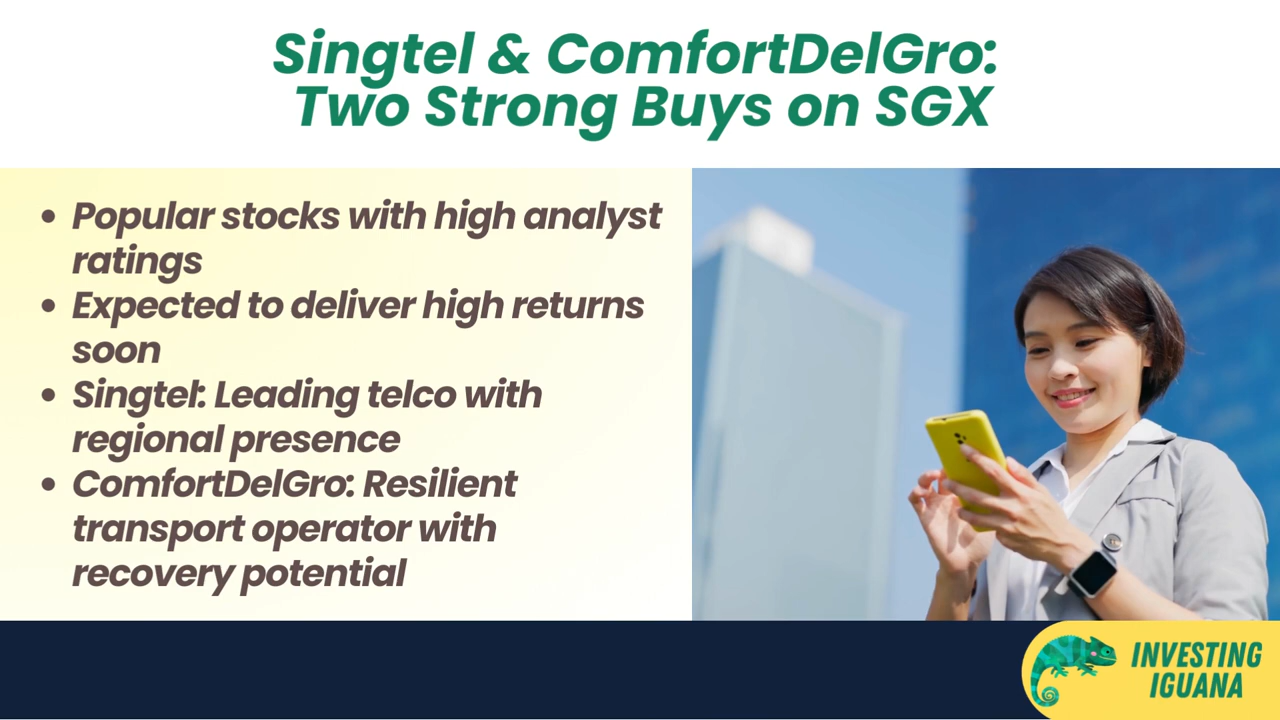 Singtel & ComfortDelGro:
Two Strong Buys on SGX
• Popular stocks with high analyst
ratings
• Expected to deliver high returns
soon
• Singtel: Leading telco with
regional presence
• ComfortDelGro: Resilient
transport operator with
recovery potential
INVESTING
IGUANA